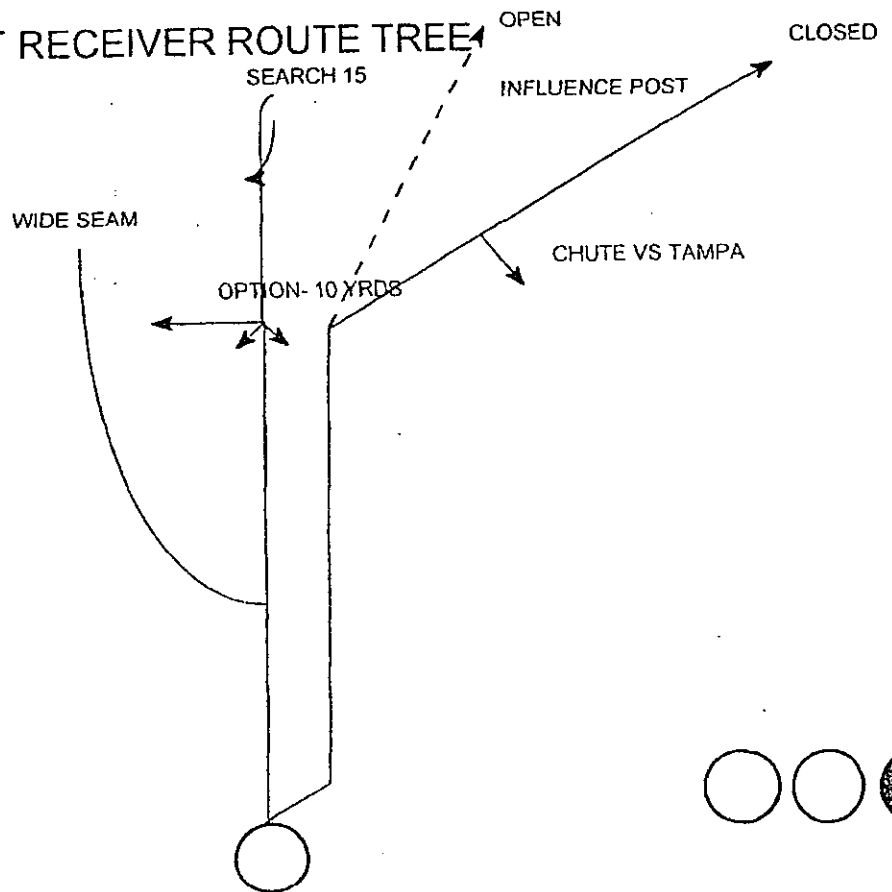 RECEIVER ROUTE TREE
OPEN
CLOSED
SEARCH 15
INFLUENCE POST
WIDE SEAM
CHUTE VS TAMPA
OPTION- 10 YRDS